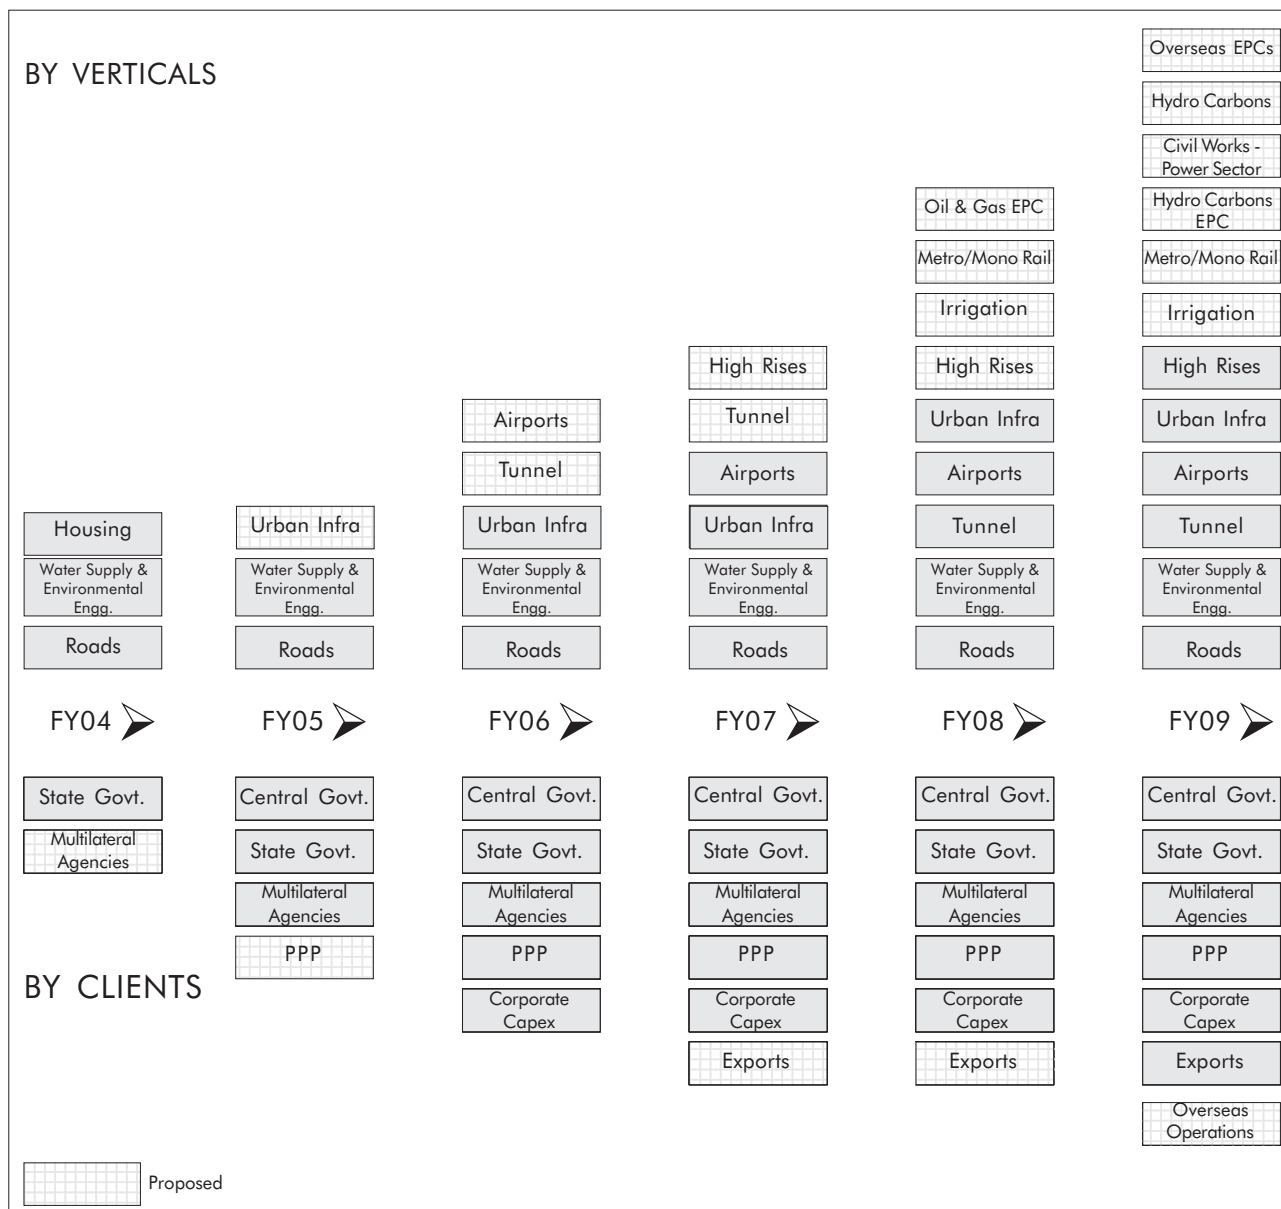 BY VERTICALS
Overseas EPCs
Hydro Carbons
Civil Works -
Power Sector
Oil & Gas EPC
Hydro Carbons
EPC
Metro/Mono Rail
Metro/Mono Rail
Irrigation
Irrigation
High Rises
High Rises
High Rises
Airports
Tunnel
Urban Infra
Urban Infra
Tunnel
Airports
Airports
Airports
Housing
Urban Infra
Urban Infra
Urban Infra
Tunnel
Tunnel
Water Supply &
Environmental
Engg.
Water Supply &
Environmental
Engg.
Water Supply &
Environmental
Engg.
Water Supply &
Environmental
Engg.
Water Supply &
Environmental
Engg.
Water Supply &
Environmental
Engg.
Roads
Roads
Roads
Roads
Roads
Roads
FY04
FY05
FY06
FY07
FY08
FY09
State Govt.
Central Govt.
Central Govt.
Central Govt.
Central Govt.
Central Govt.
Multilateral
Agencies
State Govt.
State Govt.
State Govt.
State Govt.
State Govt.
Multilateral
Agencies
Multilateral
Agencies
Multilateral
Agencies
Multilateral
Agencies
Multilateral
Agencies
PPP
PPP
PPP
PPP
PPP
BY CLIENTS
Corporate
Capex
Corporate
Capex
Corporate
Capex
Corporate
Capex
Exports
Exports
Exports
Overseas
Operations
Proposed